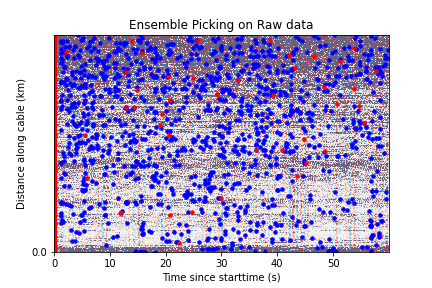 Ensemble Picking on Raw data
Distance along cable (km)
0.0
0 10 20 30 40 50
Time since starttime (s)